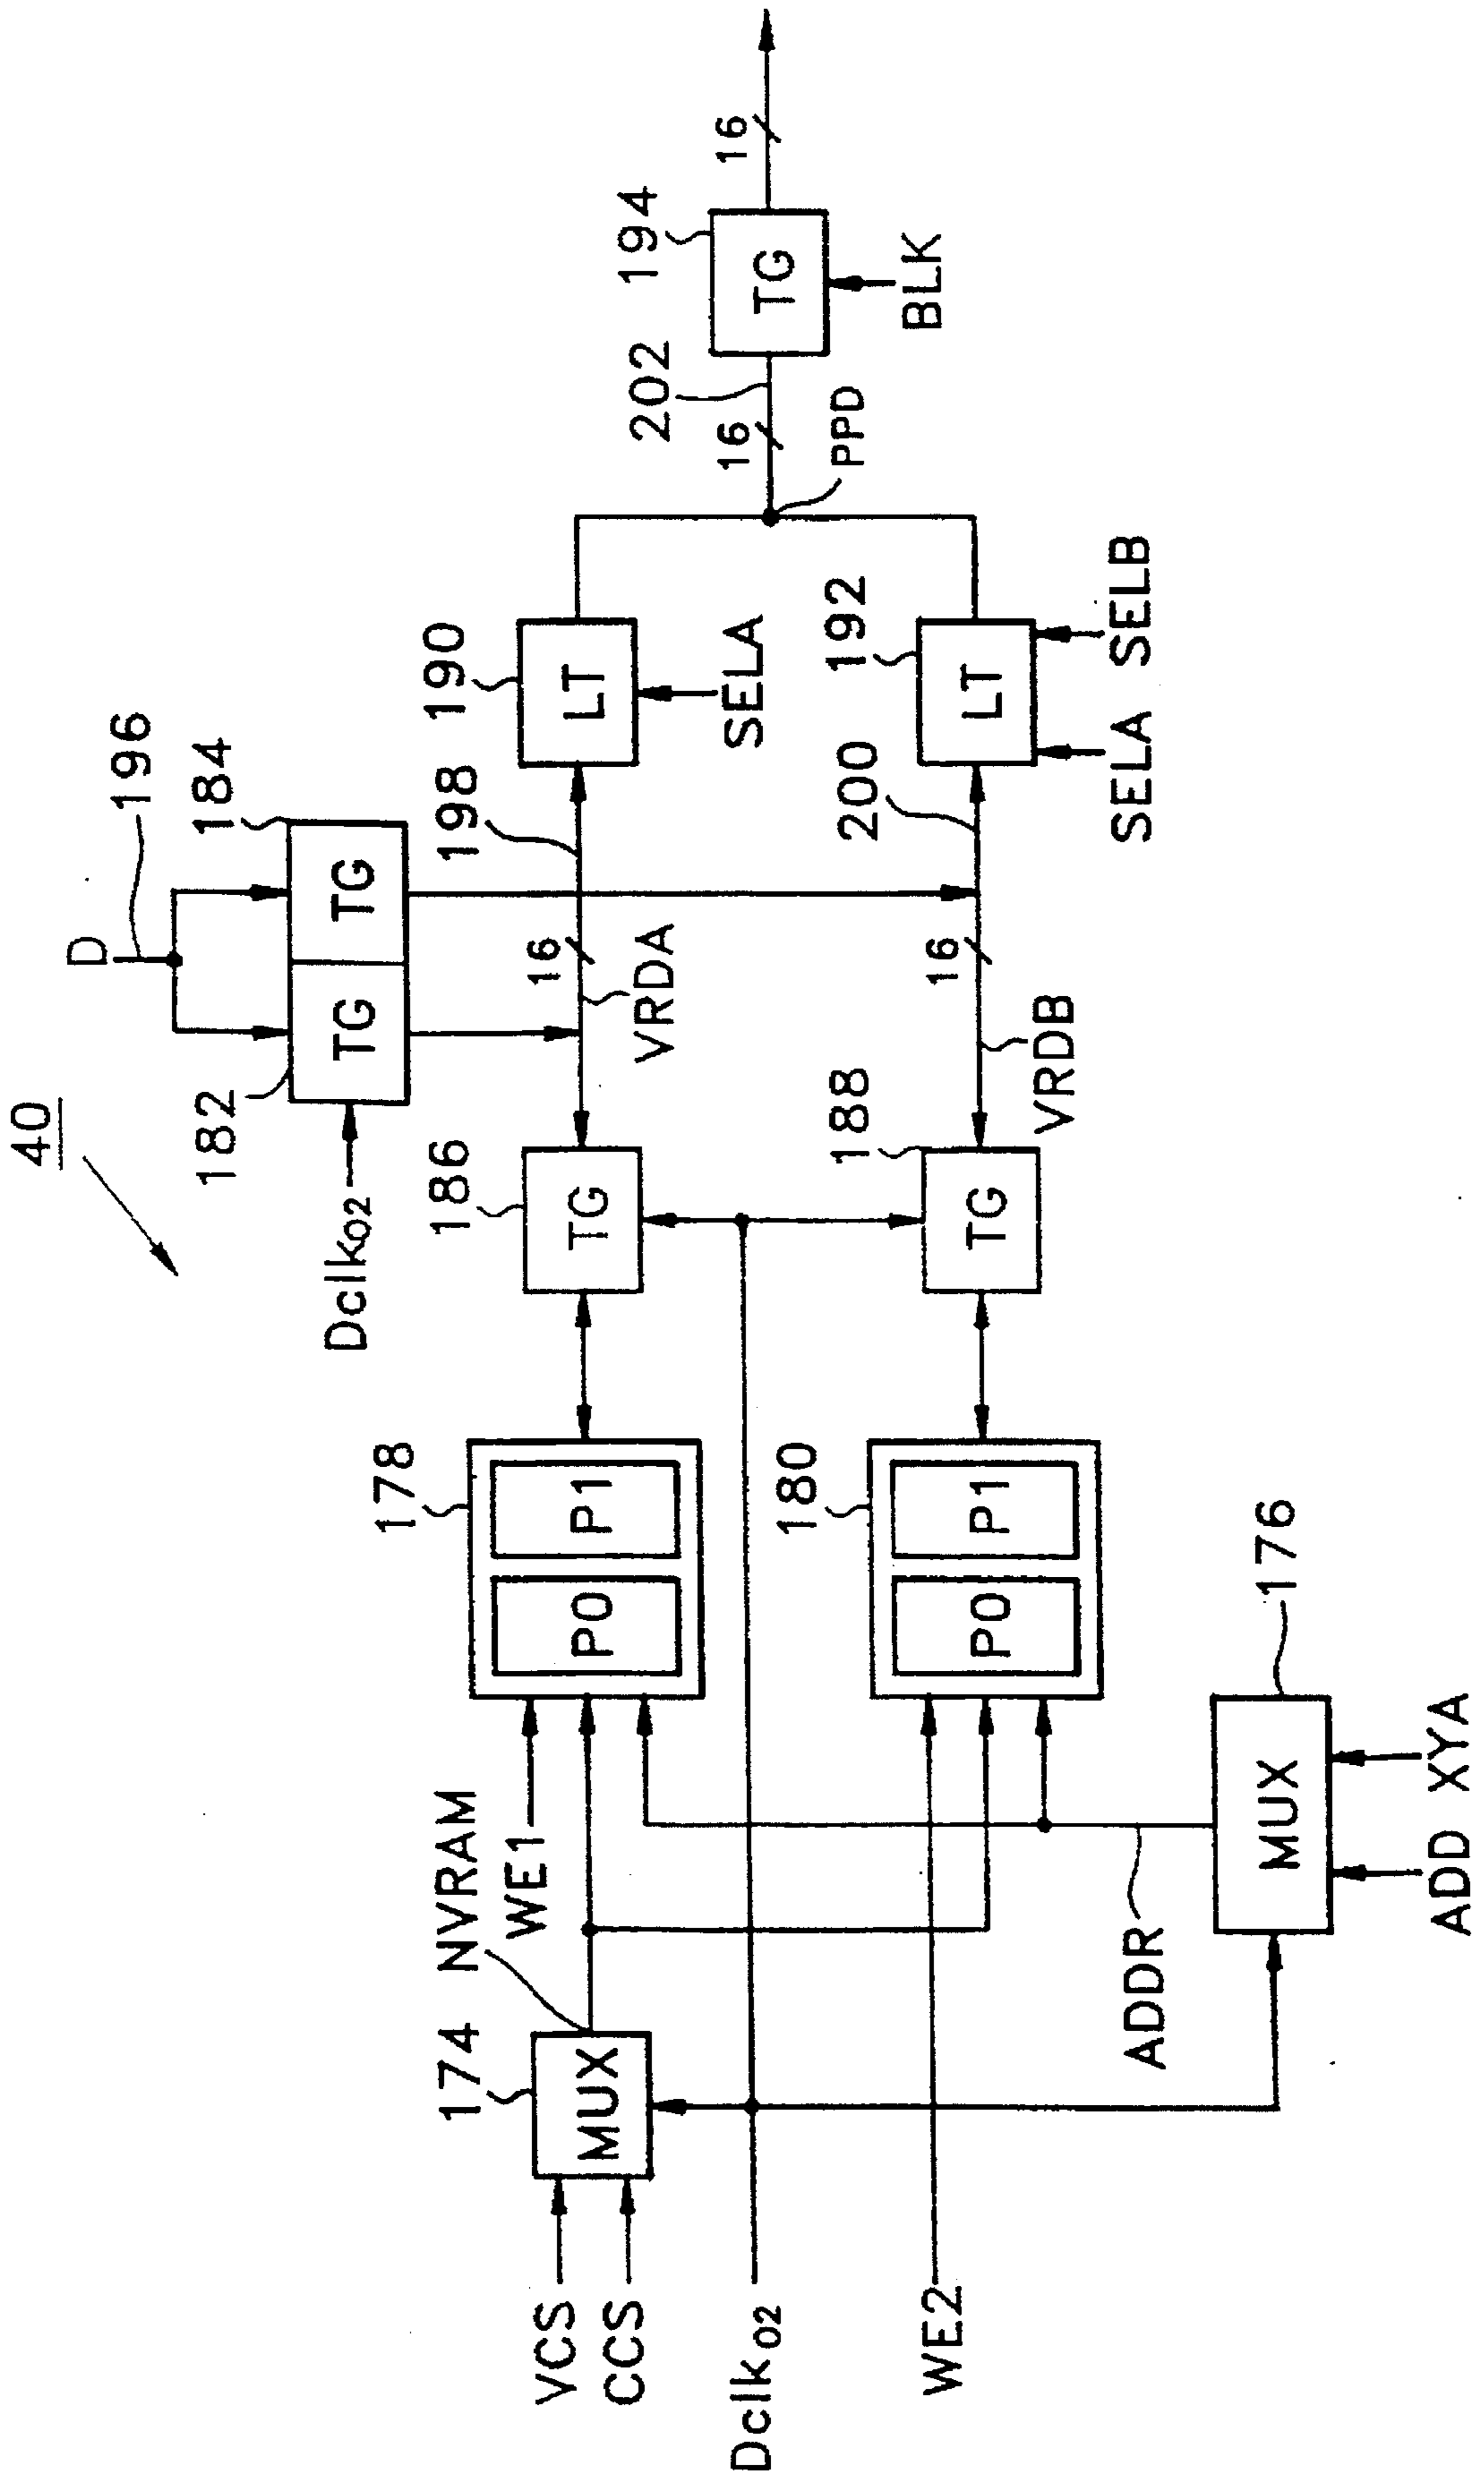 40
D
196
182
184
TG
TG
Dclk02
186
TG
198
190
LT
16
VRDA
SELA
202
194
TG
16
16
PPD
BLK
188
TG
200
192
LT
16
VRDB
SELA
SELB
178
P0
P1
180
P0
P1
NVRAM
WE1
174
MUX
VCS
CCS
Dclk02
WE2
ADDR
176
MUX
ADD
XYA